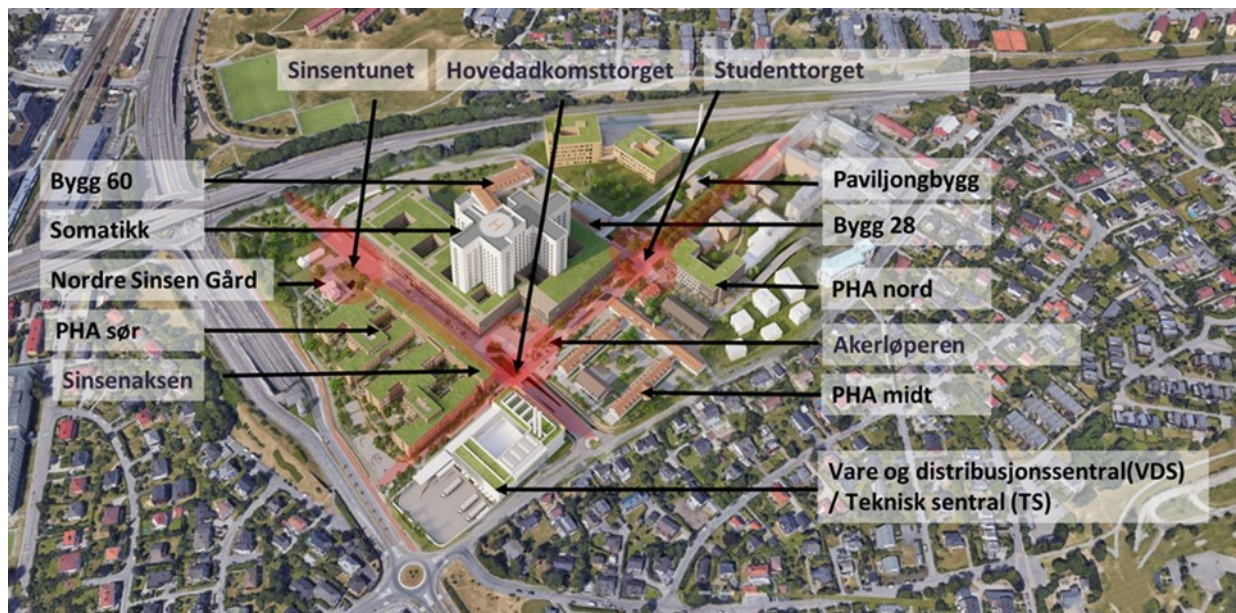 Sinsentunet
Hovedadkomsttorget
Studenttorget
Bygg 60
Somatikk
Nordre Sinsen Gård
PHA sør
Sinsenaksen
Paviljongbygg
Bygg 28
PHA nord
Akerløperen
PHA midt
Vare og distribusjonssentral(VDS)
/ Teknisk sentral (TS)
H